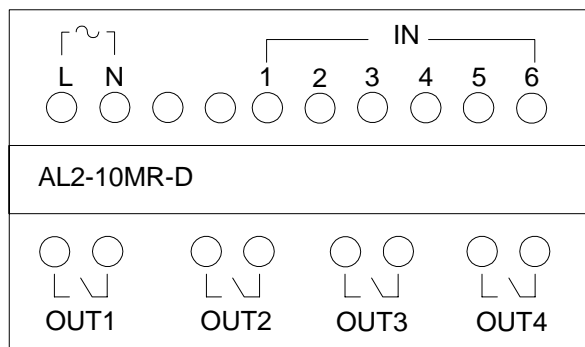 IN
L N 1 2 3 4 5 6
AL2-10MR-D
OUT1 OUT2 OUT3 OUT4